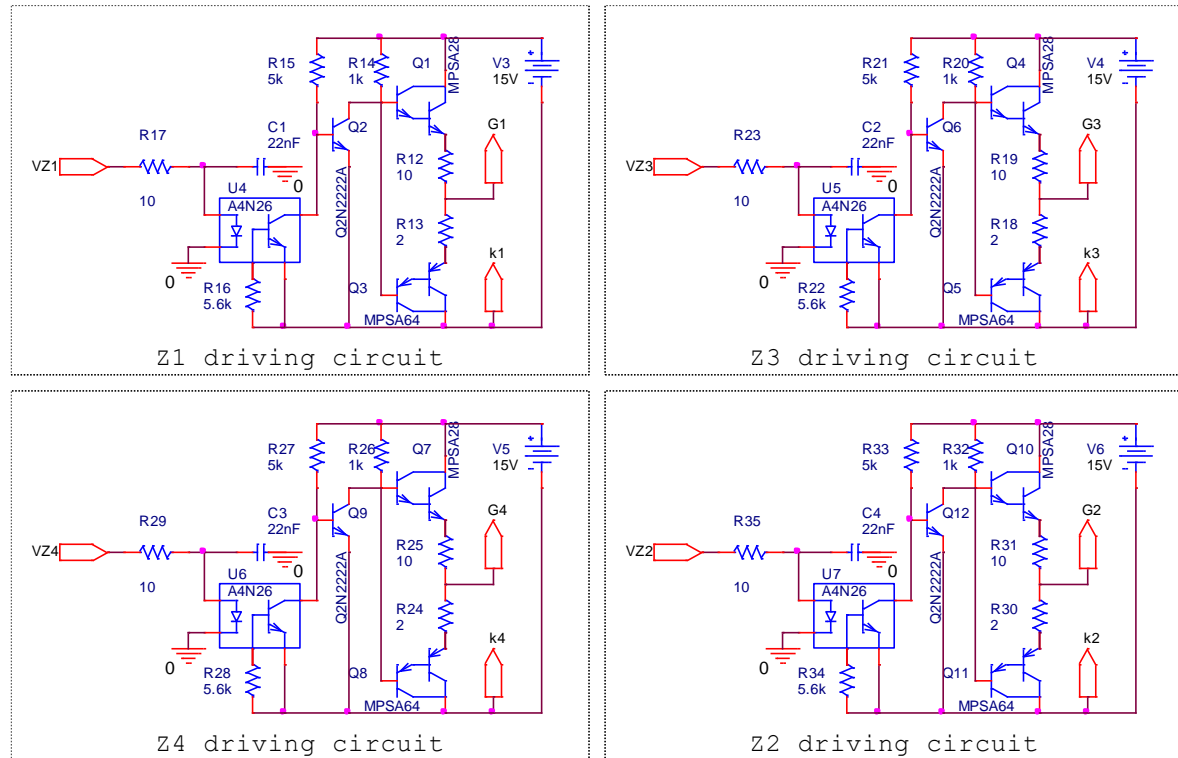 R15
5k
R14
1k
Q1
MPSA28
V3
15V
R17
10
VZ1
C1
22nF
0
Q2
Q2N2222A
G1
R12
10
U4
A4N26
R13
2
k1
0
R16
5.6k
Q3
MPSA64
Z1 driving circuit
R21
5k
R20
1k
Q4
MPSA28
V4
15V
R23
10
VZ3
C2
22nF
0
Q6
Q2N2222A
G3
R19
10
U5
A4N26
R18
2
k3
0
R22
5.6k
Q5
MPSA64
Z3 driving circuit
R27
5k
R26
1k
Q7
MPSA28
V5
15V
R29
10
VZ4
C3
22nF
0
Q9
Q2N2222A
G4
R25
10
U6
A4N26
R24
2
k4
0
R28
5.6k
Q8
MPSA64
Z4 driving circuit
R33
5k
R32
1k
Q10
MPSA28
V6
15V
R35
10
VZ2
C4
22nF
0
Q12
Q2N2222A
G2
R31
10
U7
A4N26
R30
2
k2
0
R34
5.6k
Q11
MPSA64
Z2 driving circuit